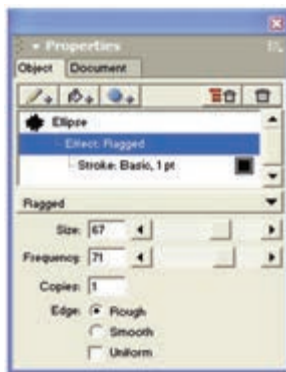 Properties
Object Document
Ellipse
Effect: Ragged
Stroke: Basic, 1 pt
Ragged
Size: 67
Frequency: 71
Copies: 1
Edge: Rough
Smooth
Uniform